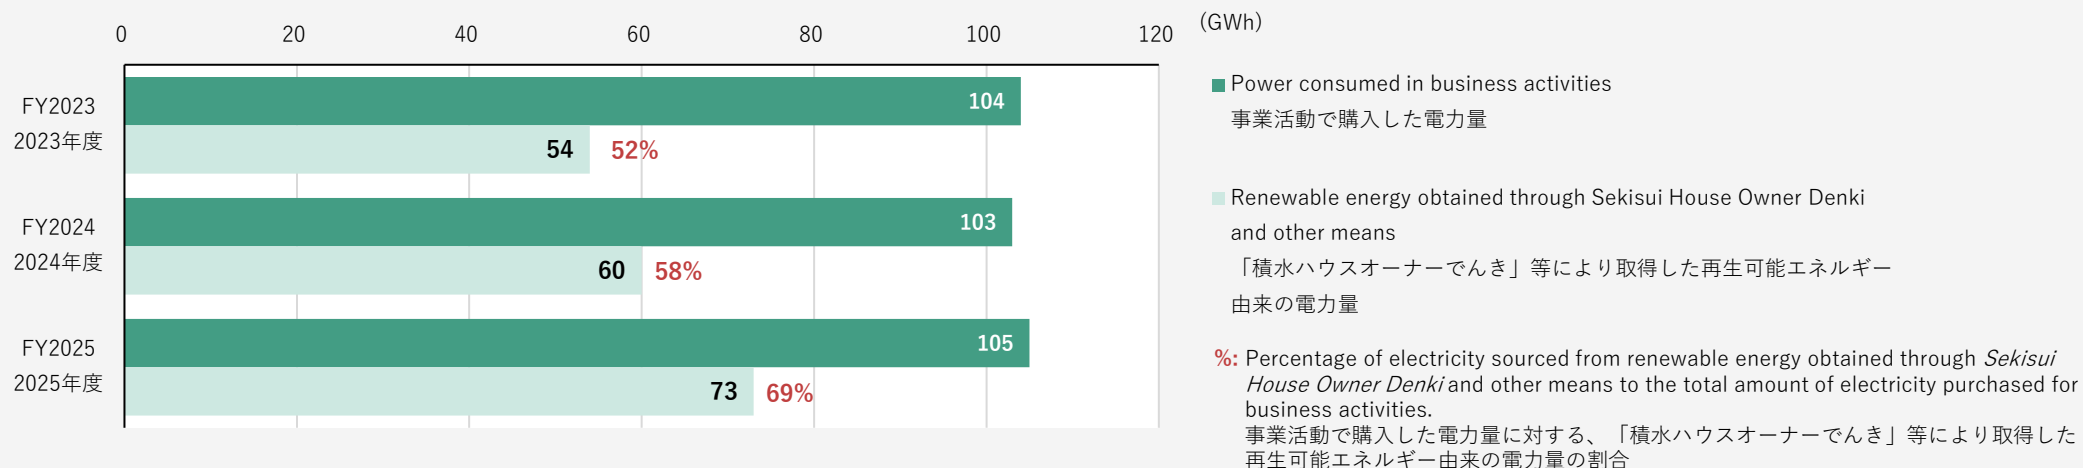 0 20 40 60 80 100 120 (GWh)
FY2023
2023年度
104
54 52%
FY2024
2024年度
103
60 58%
FY2025
2025年度
105
73 69%
Power consumed in business activities
事業活動で購入した電力量
Renewable energy obtained through Sekisui House Owner Denki
and other means
「積水ハウスオーナーでんき」等により取得した再生可能エネルギー
由来の電力量
%: Percentage of electricity sourced from renewable energy obtained through Sekisui
House Owner Denki and other means to the total amount of electricity purchased for
business activities.
事業活動で購入した電力量に対する、「積水ハウスオーナーでんき」等により取得した
再生可能エネルギー由来の電力量の割合